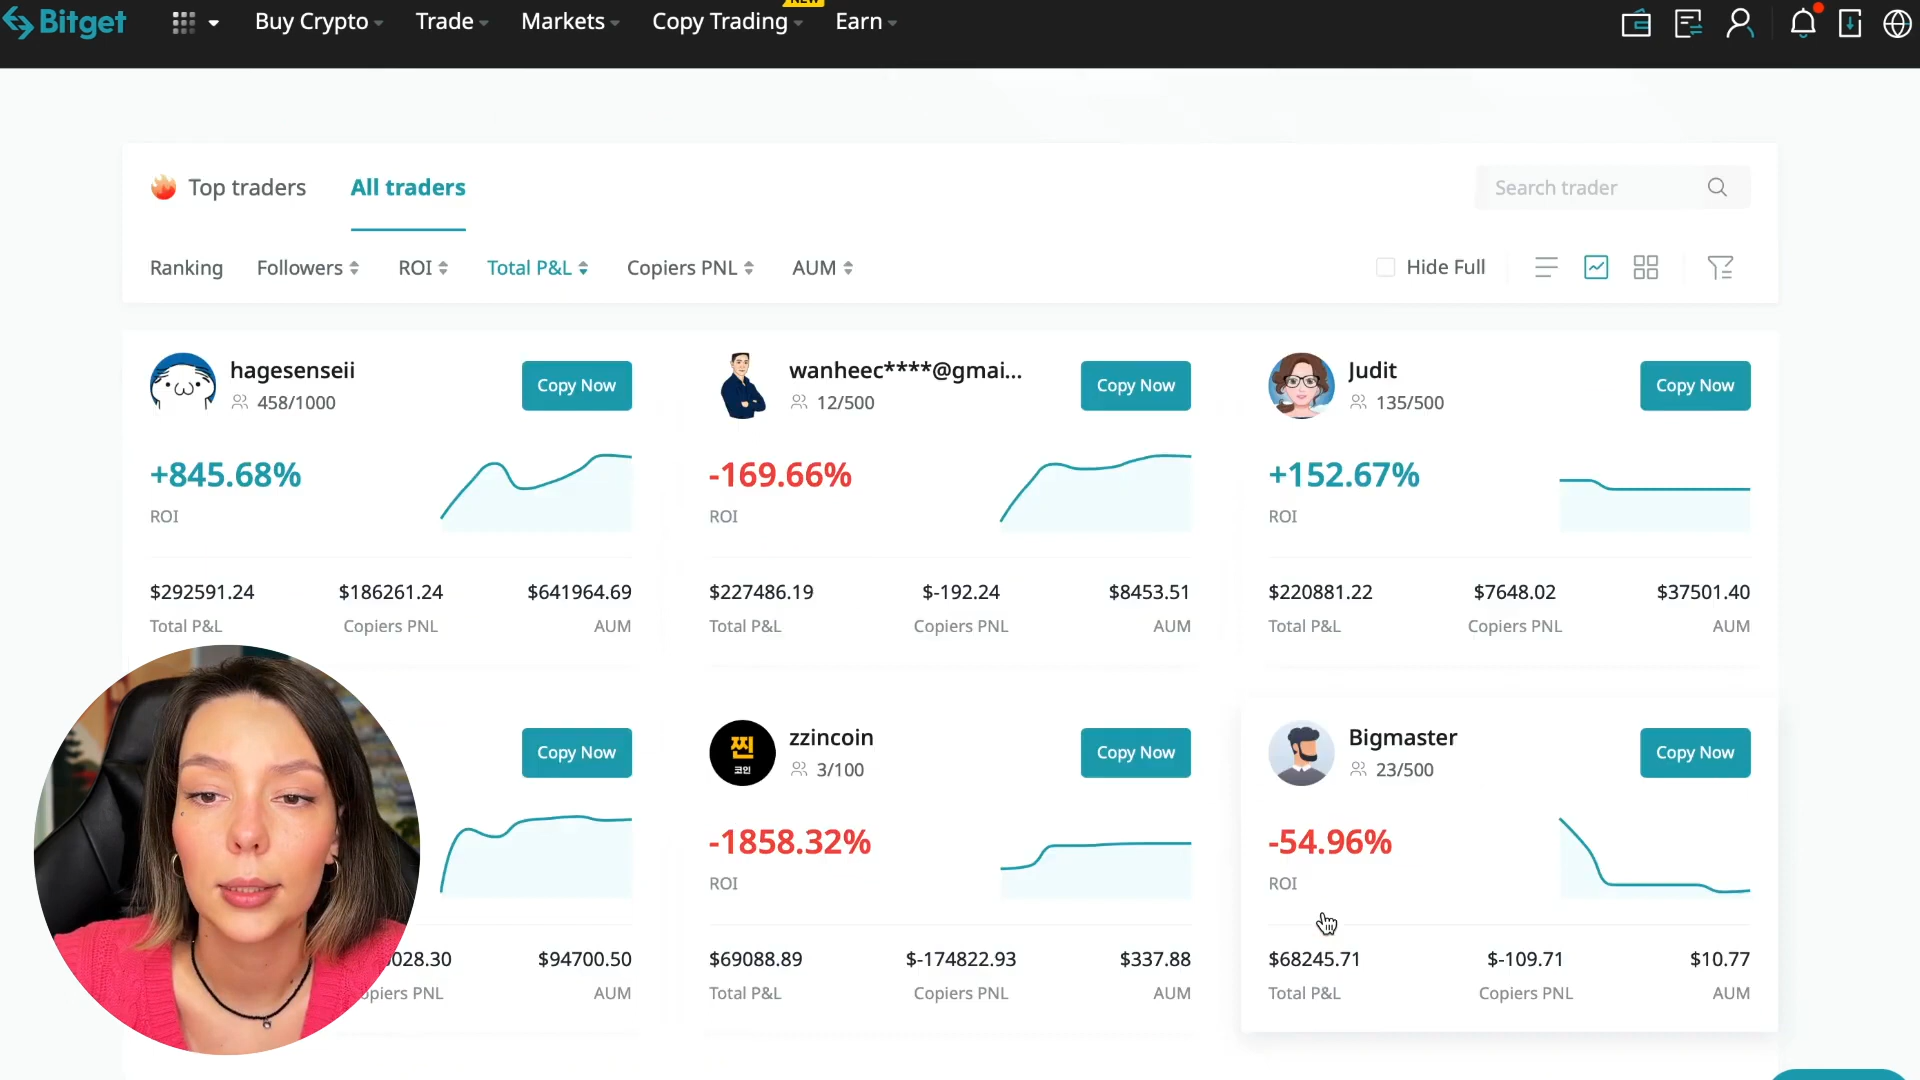 Bitget
Buy Crypto
Trade
Markets
Copy Trading
NEW
Earn
Top traders
All traders
Search trader
Ranking
Followers
ROI
Total P&L
Copiers PNL
AUM
Hide Full
hagesenseii
458/1000
Copy Now
+845.68%
ROI
$292591.24
$186261.24
$641964.69
Total P&L
Copiers PNL
AUM
wanheec****@gmai...
12/500
Copy Now
-169.66%
ROI
$227486.19
$-192.24
$8453.51
Total P&L
Copiers PNL
AUM
Judit
135/500
Copy Now
+152.67%
ROI
$220881.22
$7648.02
$37501.40
Total P&L
Copiers PNL
AUM
Copy Now
028.30
$94700.50
opiers PNL
AUM
찐
코인
zzincoin
3/100
Copy Now
-1858.32%
ROI
$69088.89
$-174822.93
$337.88
Total P&L
Copiers PNL
AUM
Bigmaster
23/500
Copy Now
-54.96%
ROI
$68245.71
$-109.71
$10.77
Total P&L
Copiers PNL
AUM